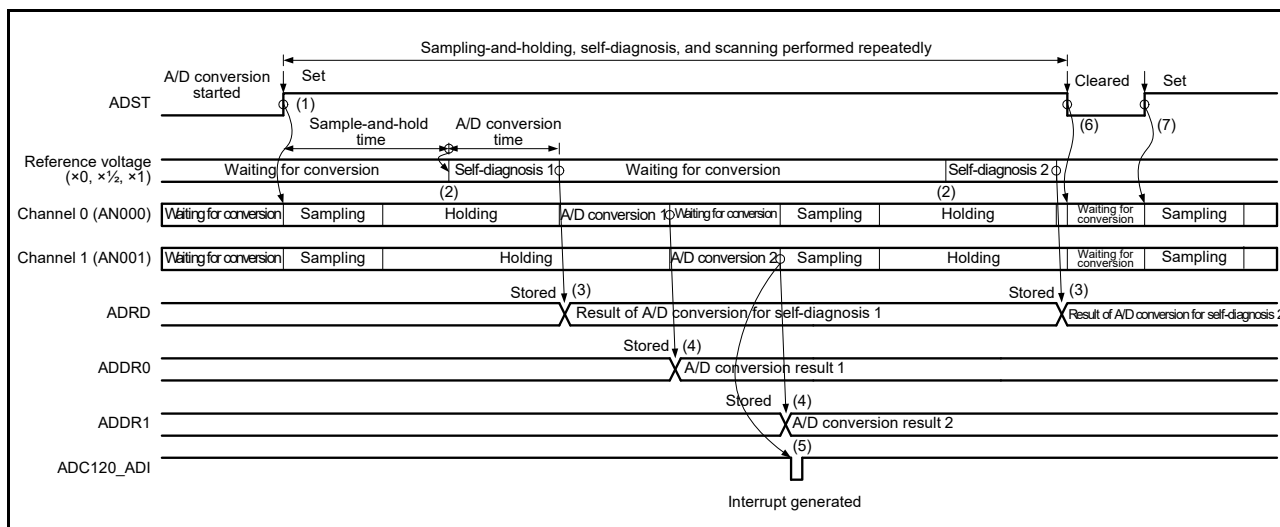 Sampling-and-holding, self-diagnosis, and scanning performed repeatedly
A/D conversion started
Set
Cleared
Set
ADST
(1)
(6)
(7)
Sample-and-hold time
A/D conversion time
Reference voltage (×0, ×½, ×1)
Waiting for conversion
Self-diagnosis 1
Waiting for conversion
Self-diagnosis 2
(2)
(2)
Channel 0 (AN000)
Waiting for conversion
Sampling
Holding
A/D conversion 1
Waiting for conversion
Sampling
Holding
Waiting for conversion
Sampling
Channel 1 (AN001)
Waiting for conversion
Sampling
Holding
A/D conversion 2
Sampling
Holding
Waiting for conversion
Sampling
Stored
(3)
Stored
(3)
ADRD
Result of A/D conversion for self-diagnosis 1
Result of A/D conversion for self-diagnosis 2
Stored
(4)
ADDR0
A/D conversion result 1
Stored
(4)
ADDR1
A/D conversion result 2
(5)
ADC120_ADI
Interrupt generated